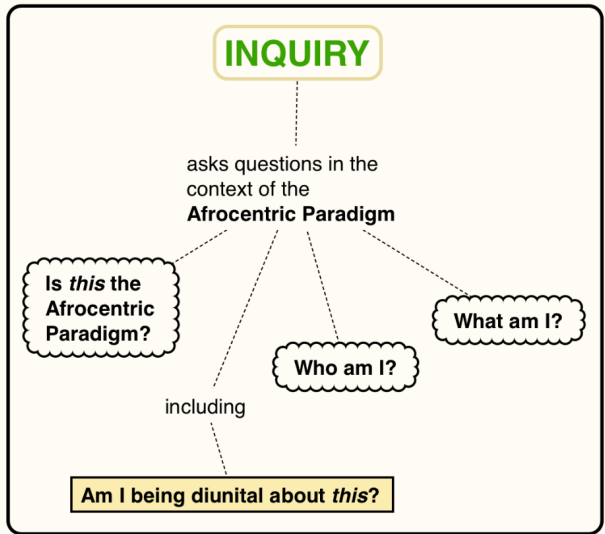 INQUIRY
asks questions in the
context of the
Afrocentric Paradigm
Is this the
Afrocentric
Paradigm?
What am I?
Who am I?
including
Am I being diunital about this?